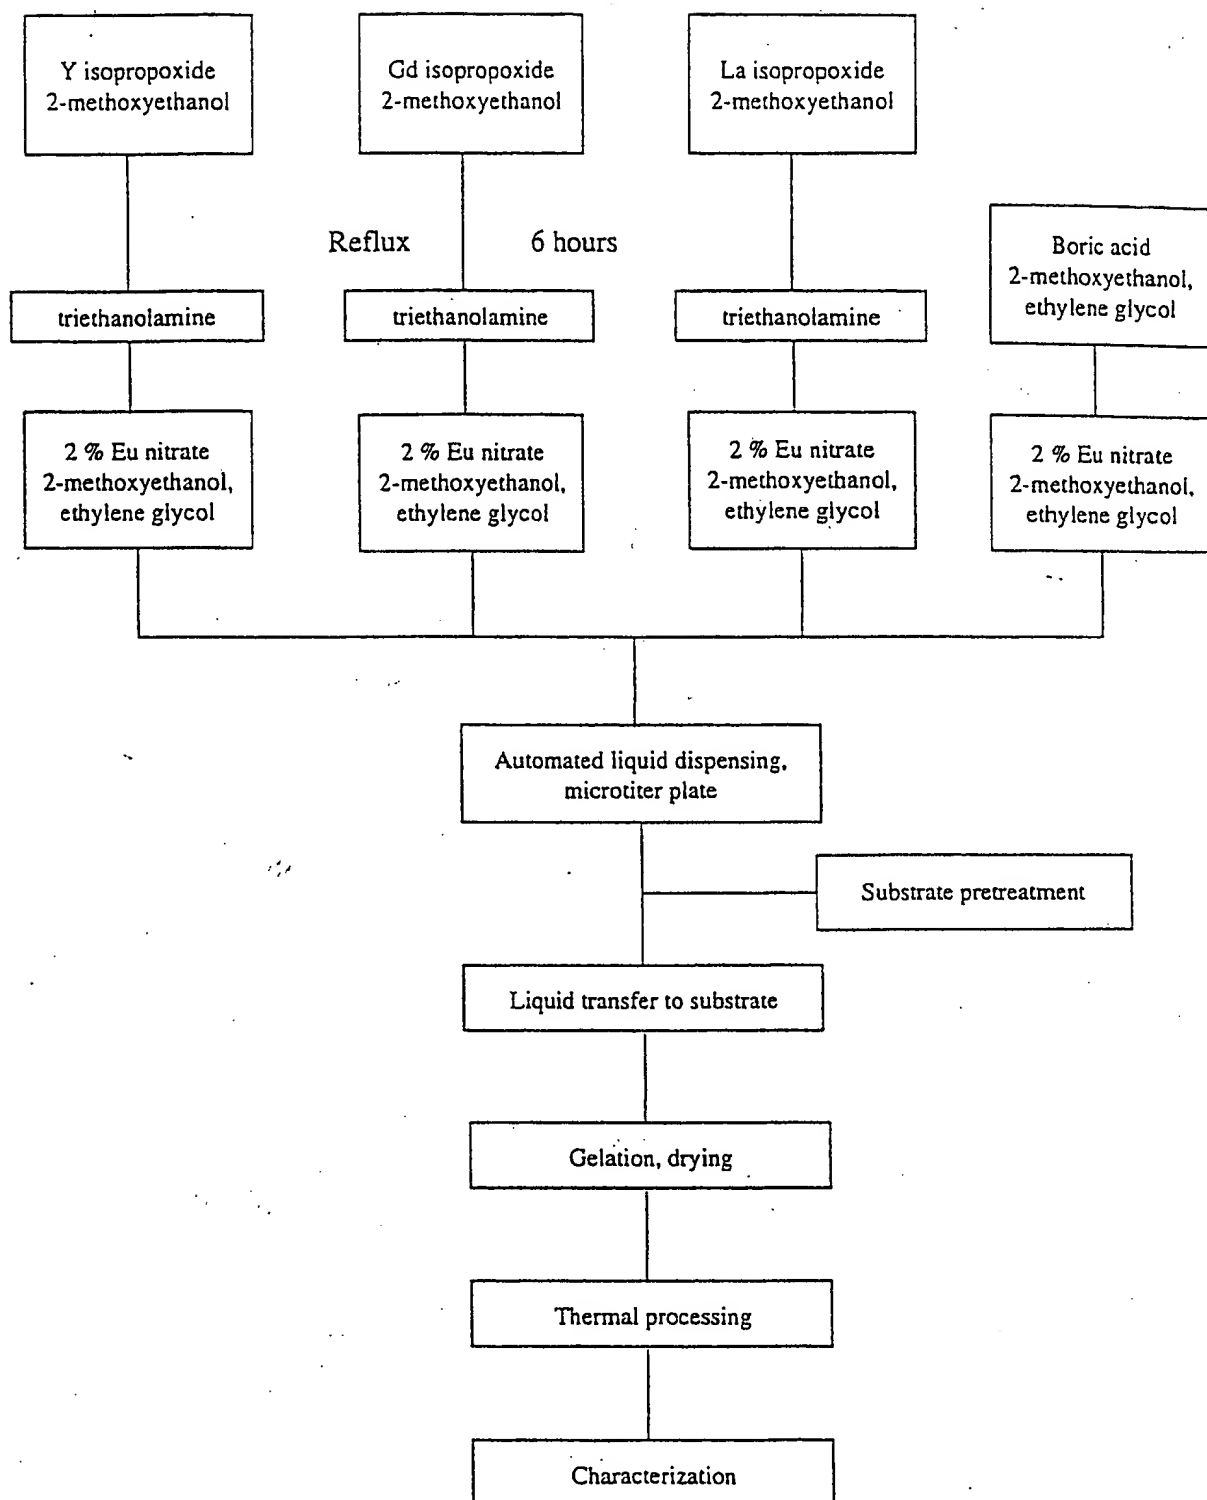 Y isopropoxide
2-methoxyethanol
Gd isopropoxide
2-methoxyethanol
La isopropoxide
2-methoxyethanol
Reflux 6 hours
Boric acid
2-methoxyethanol,
ethylene glycol
triethanolamine
triethanolamine
triethanolamine
2 % Eu nitrate
2-methoxyethanol,
ethylene glycol
2 % Eu nitrate
2-methoxyethanol,
ethylene glycol
2 % Eu nitrate
2-methoxyethanol,
ethylene glycol
2 % Eu nitrate
2-methoxyethanol,
ethylene glycol
Automated liquid dispensing,
microtiter plate
Substrate pretreatment
Liquid transfer to substrate
Gelation, drying
Thermal processing
Characterization